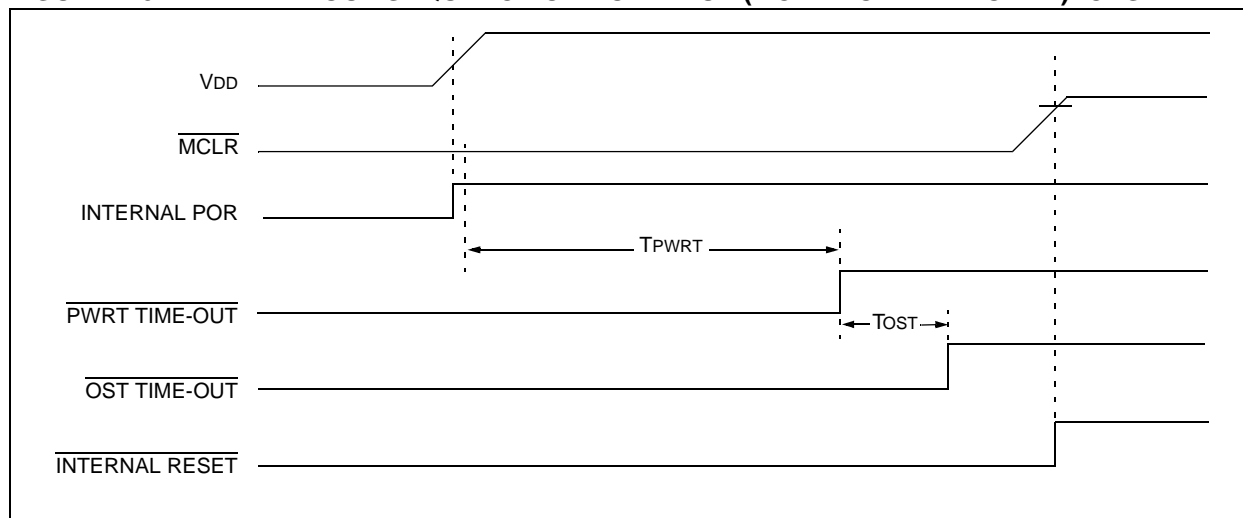 VDD
MCLR
INTERNAL POR
TPWRT
PWRT TIME-OUT
TOST
OST TIME-OUT
INTERNAL RESET